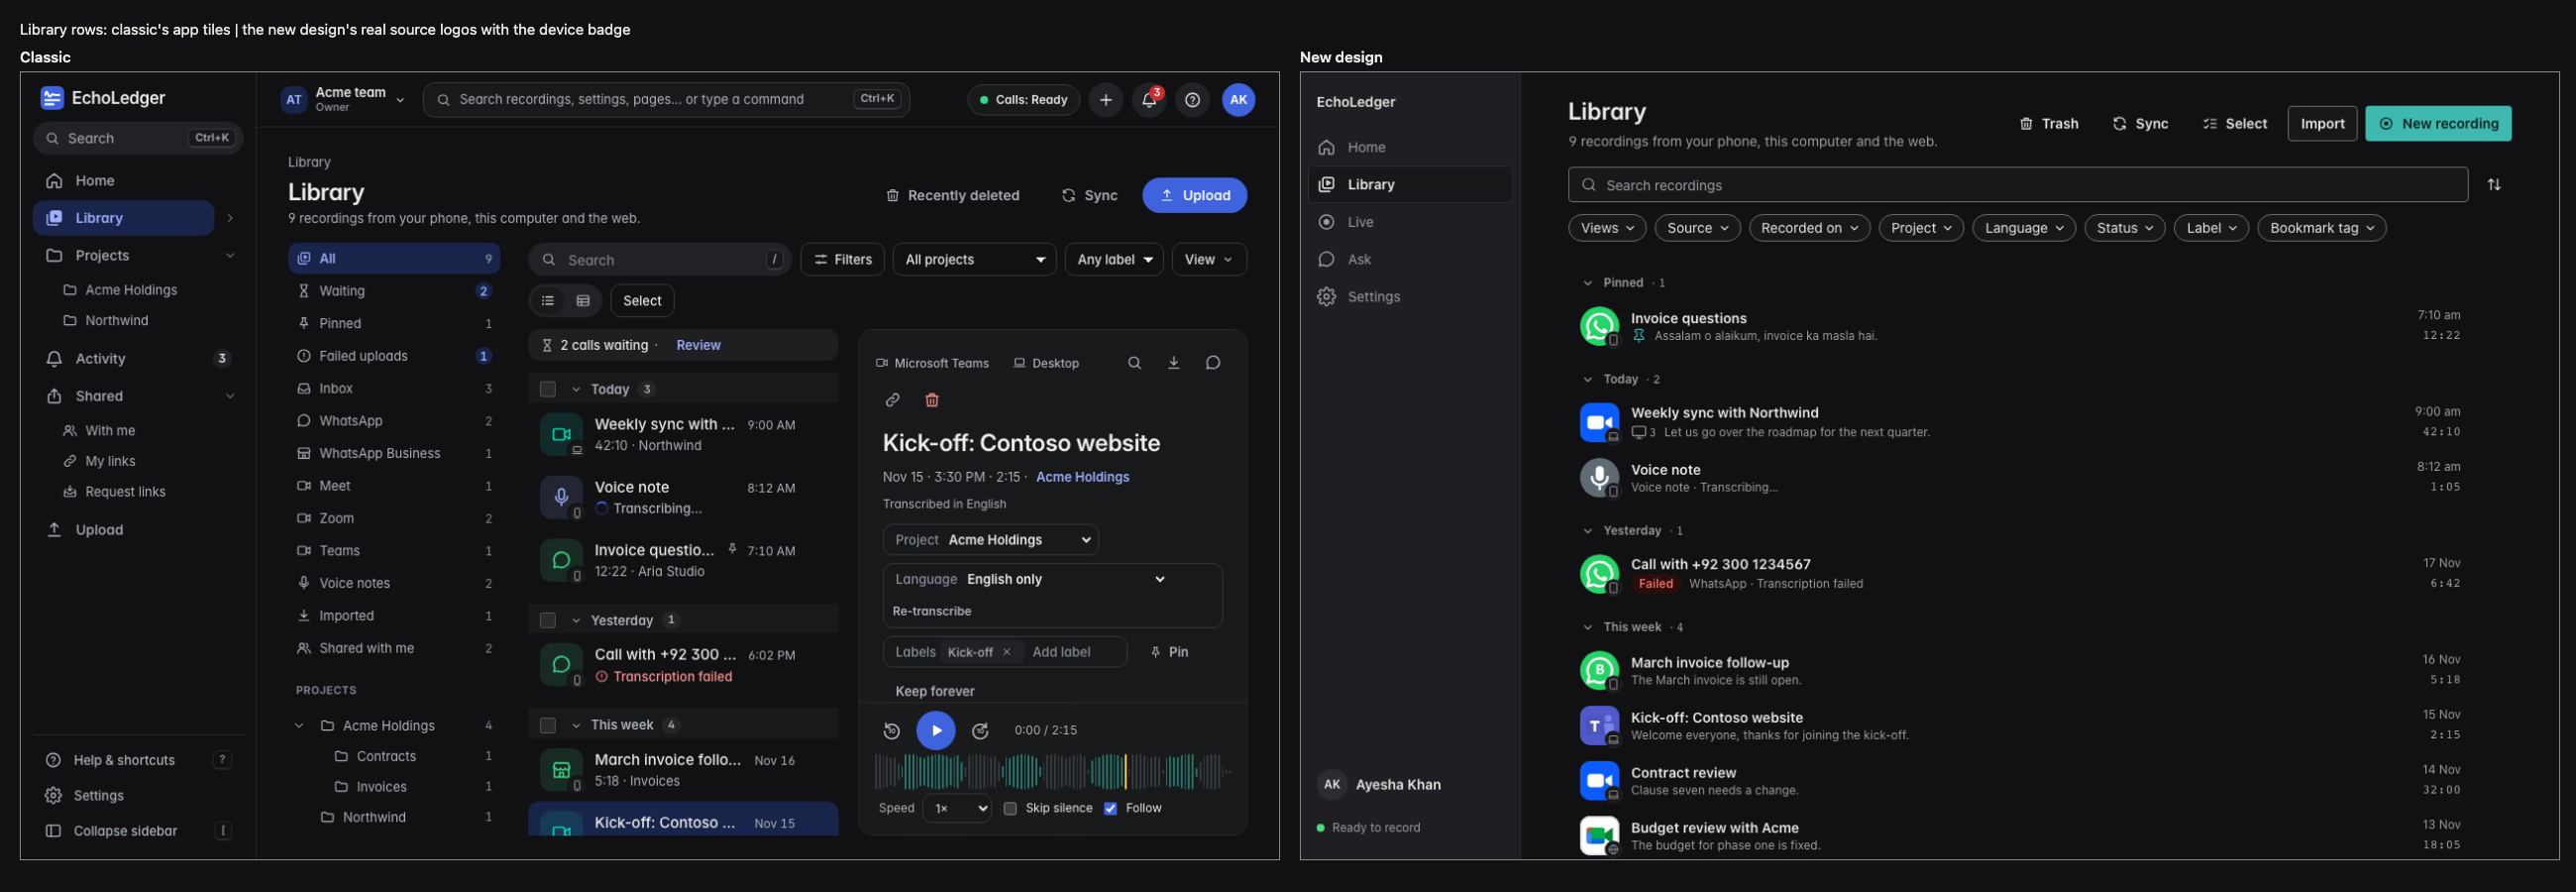 Library rows: classic's app tiles | the new design's real source logos with the device badge
Classic
EchoLedger
Search Ctrl+K
Home
Library
Projects
Acme Holdings
Northwind
Activity 3
Shared
With me
My links
Request links
Upload
Help & shortcuts ?
Settings
Collapse sidebar [
AT Acme team
Owner
Search recordings, settings, pages... or type a command Ctrl+K
Calls: Ready
3
AK
Library
Library
9 recordings from your phone, this computer and the web.
Recently deleted
Sync
Upload
All 9
Waiting 2
Pinned 1
Failed uploads 1
Inbox 3
WhatsApp 2
WhatsApp Business 1
Meet 1
Zoom 2
Teams 1
Voice notes 2
Imported 1
Shared with me 2
PROJECTS
Acme Holdings 4
Contracts 1
Invoices 1
Northwind 1
Search /
Filters
All projects
Any label
View
Select
2 calls waiting · Review
Today 3
Weekly sync with ... 9:00 AM
42:10 · Northwind
Voice note 8:12 AM
Transcribing...
Invoice questio... 7:10 AM
12:22 · Aria Studio
Yesterday 1
Call with +92 300 ... 6:02 PM
Transcription failed
This week 4
March invoice follo... Nov 16
5:18 · Invoices
Kick-off: Contoso ... Nov 15
Microsoft Teams Desktop
Kick-off: Contoso website
Nov 15 · 3:30 PM · 2:15 · Acme Holdings
Transcribed in English
Project Acme Holdings
Language English only
Re-transcribe
Labels Kick-off × Add label
Pin
Keep forever
10 10 0:00 / 2:15
Speed 1× Skip silence Follow
New design
EchoLedger
Home
Library
Live
Ask
Settings
AK Ayesha Khan
Ready to record
Library
9 recordings from your phone, this computer and the web.
Trash
Sync
Select
Import
New recording
Search recordings
Views
Source
Recorded on
Project
Language
Status
Label
Bookmark tag
Pinned · 1
Invoice questions 7:10 am
Assalam o alaikum, invoice ka masla hai. 12:22
Today · 2
Weekly sync with Northwind 9:00 am
3 Let us go over the roadmap for the next quarter. 42:10
Voice note 8:12 am
Voice note · Transcribing... 1:05
Yesterday · 1
Call with +92 300 1234567 17 Nov
Failed WhatsApp · Transcription failed 6:42
This week · 4
B
March invoice follow-up 16 Nov
The March invoice is still open. 5:18
T
Kick-off: Contoso website 15 Nov
Welcome everyone, thanks for joining the kick-off. 2:15
Contract review 14 Nov
Clause seven needs a change. 32:00
Budget review with Acme 13 Nov
The budget for phase one is fixed. 18:05